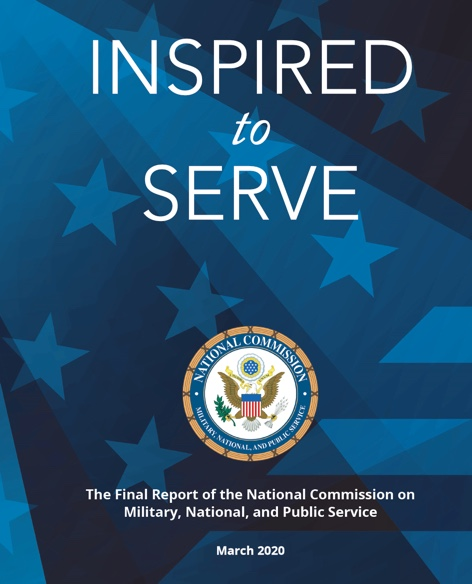 INSPIRED
to
SERVE
NATIONAL COMMISSION
MILITARY, NATIONAL, AND PUBLIC SERVICE
The Final Report of the National Commission on
Military, National, and Public Service
March 2020